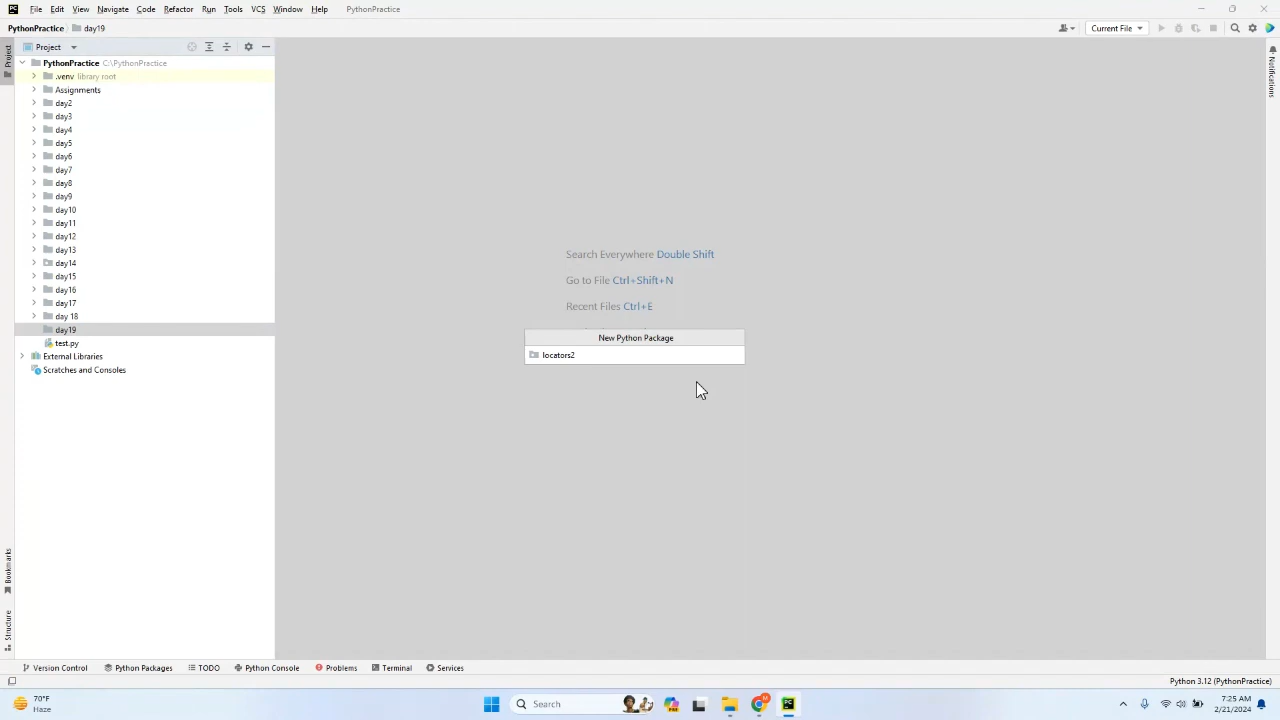 File Edit View Navigate Code Refactor Run Tools VCS Window Help PythonPractice
PythonPractice day19 Current File
Project
PythonPractice C:\PythonPractice
.venv library root
Assignments
day2
day3
day4
day5
day6
day7
day8
day9
day10
day11
day12
day13
day14
day15
day16
day17
day 18
day19
test.py
External Libraries
Scratches and Consoles
Search Everywhere Double Shift
Go to File Ctrl+Shift+N
Recent Files Ctrl+E
New Python Package
locators2
Project
Bookmarks
Structure
Notifications
Version Control Python Packages TODO Python Console Problems Terminal Services
Python 3.12 (PythonPractice)
70°F
Haze
Search
7:25 AM
2/21/2024